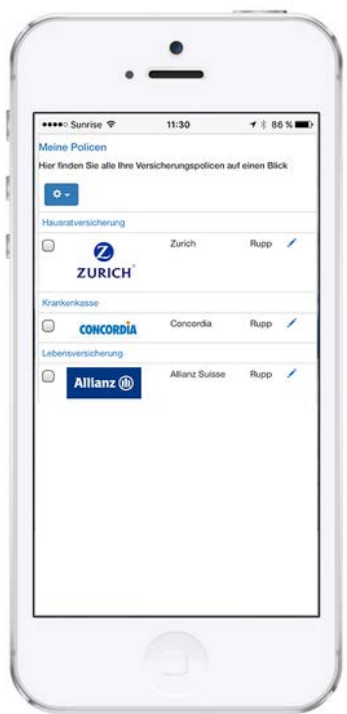 Sunrise 11:30 86 %
Meine Policen
Hier finden Sie alle Ihre Versicherungspolicen auf einen Blick
Hausratversicherung
ZURICH Zurich Rupp
Krankenkasse
CONCORDIA Concordia Rupp
Lebensversicherung
Allianz Allianz Suisse Rupp